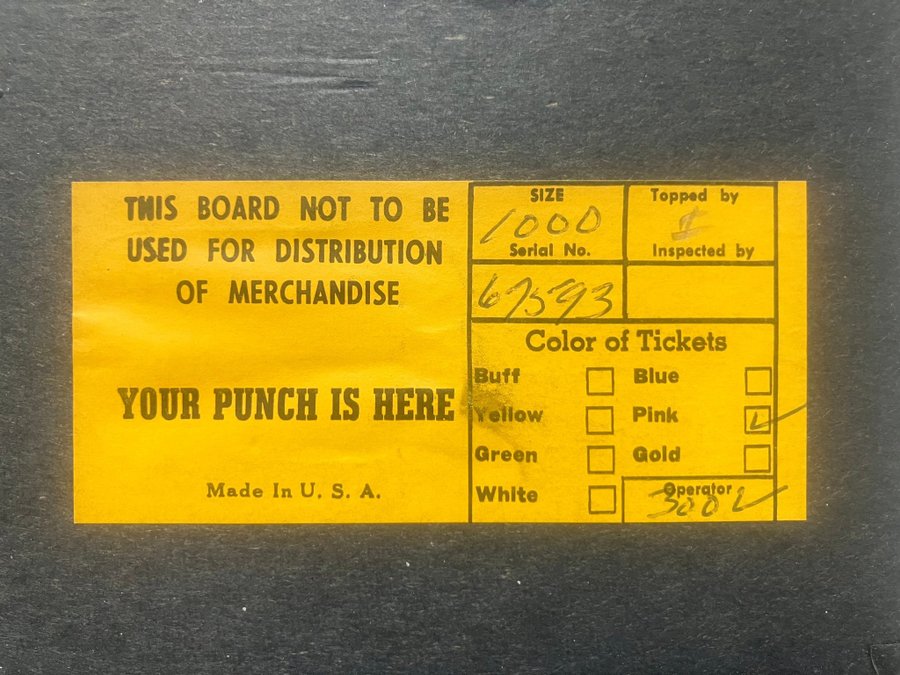 THIS BOARD NOT TO BE
USED FOR DISTRIBUTION
OF MERCHANDISE
YOUR PUNCH IS HERE
Made In U. S. A.
SIZE
1000
Serial No.
67593
Topped by
Inspected by
Color of Tickets
Buff Blue
Yellow Pink
Green Gold
White
Operator